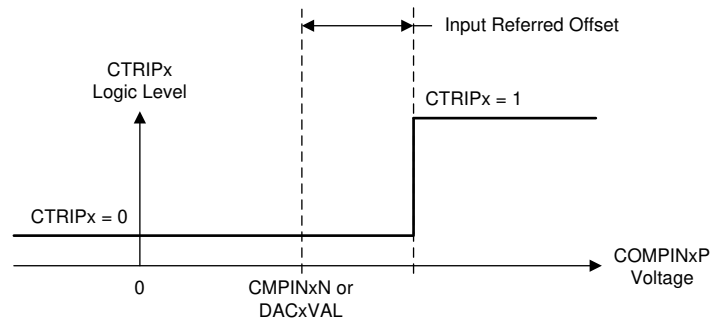 Input Referred Offset
CTRIPx
Logic Level
CTRIPx = 1
CTRIPx = 0
COMPINxP
Voltage
0
CMPINxN or
DACxVAL